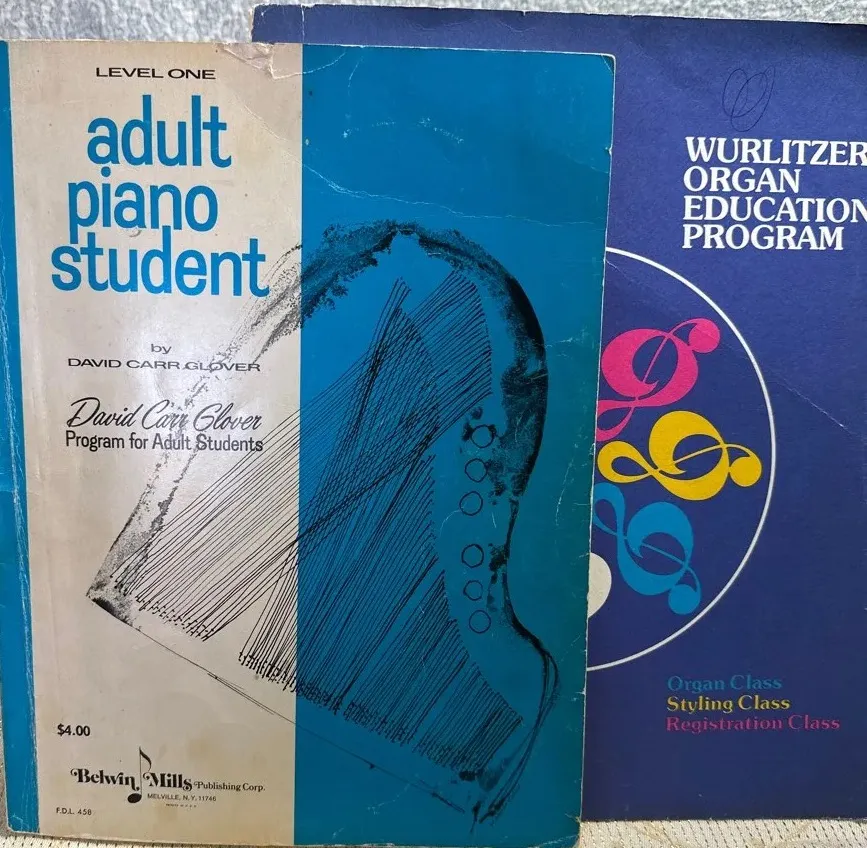 LEVEL ONE
adult
piano
student
by
DAVID CARR GLOVER
David Carr Glover
Program for Adult Students
$4.00
Belwin Mills Publishing Corp.
MELVILLE, N.Y. 11746
F.D.L. 458
WURLITZER
ORGAN
EDUCATION
PROGRAM
Organ Class
Styling Class
Registration Class